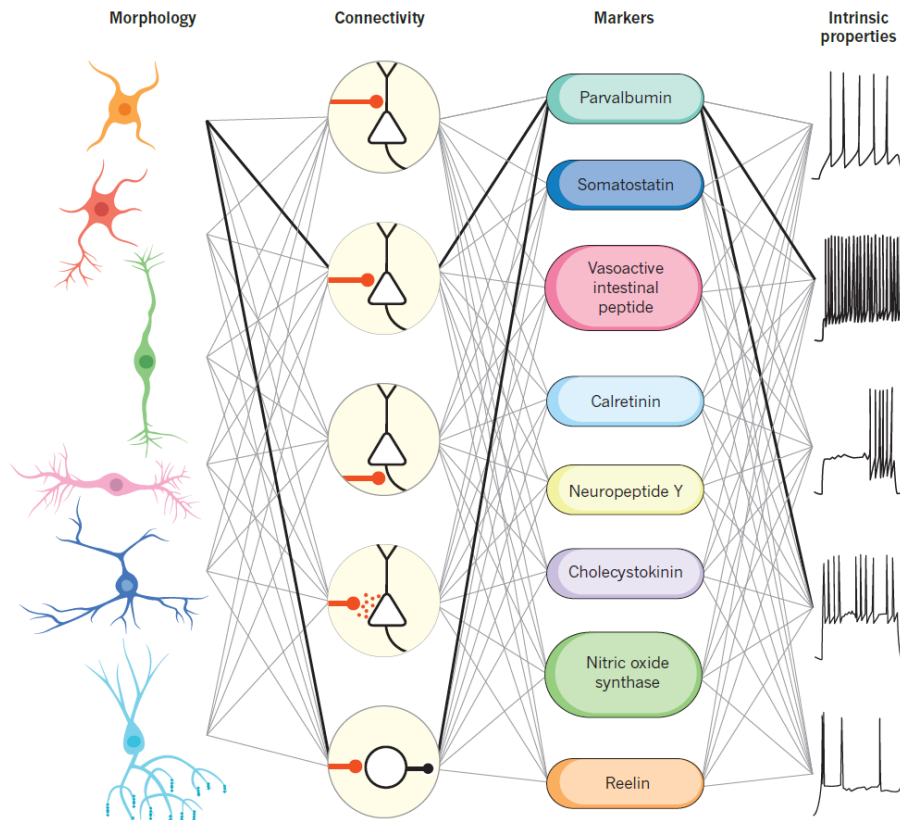 Morphology
Connectivity
Markers
Intrinsic
properties
Parvalbumin
Somatostatin
Vasoactive
intestinal
peptide
Calretinin
Neuropeptide Y
Cholecystokinin
Nitric oxide
synthase
Reelin